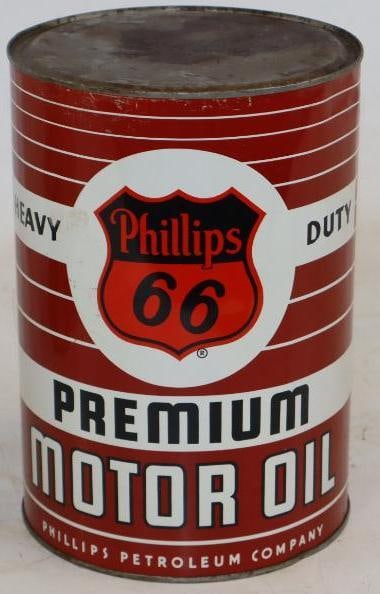 Phillips
66
®
HEAVY DUTY
PREMIUM
MOTOR OIL
PHILLIPS PETROLEUM COMPANY